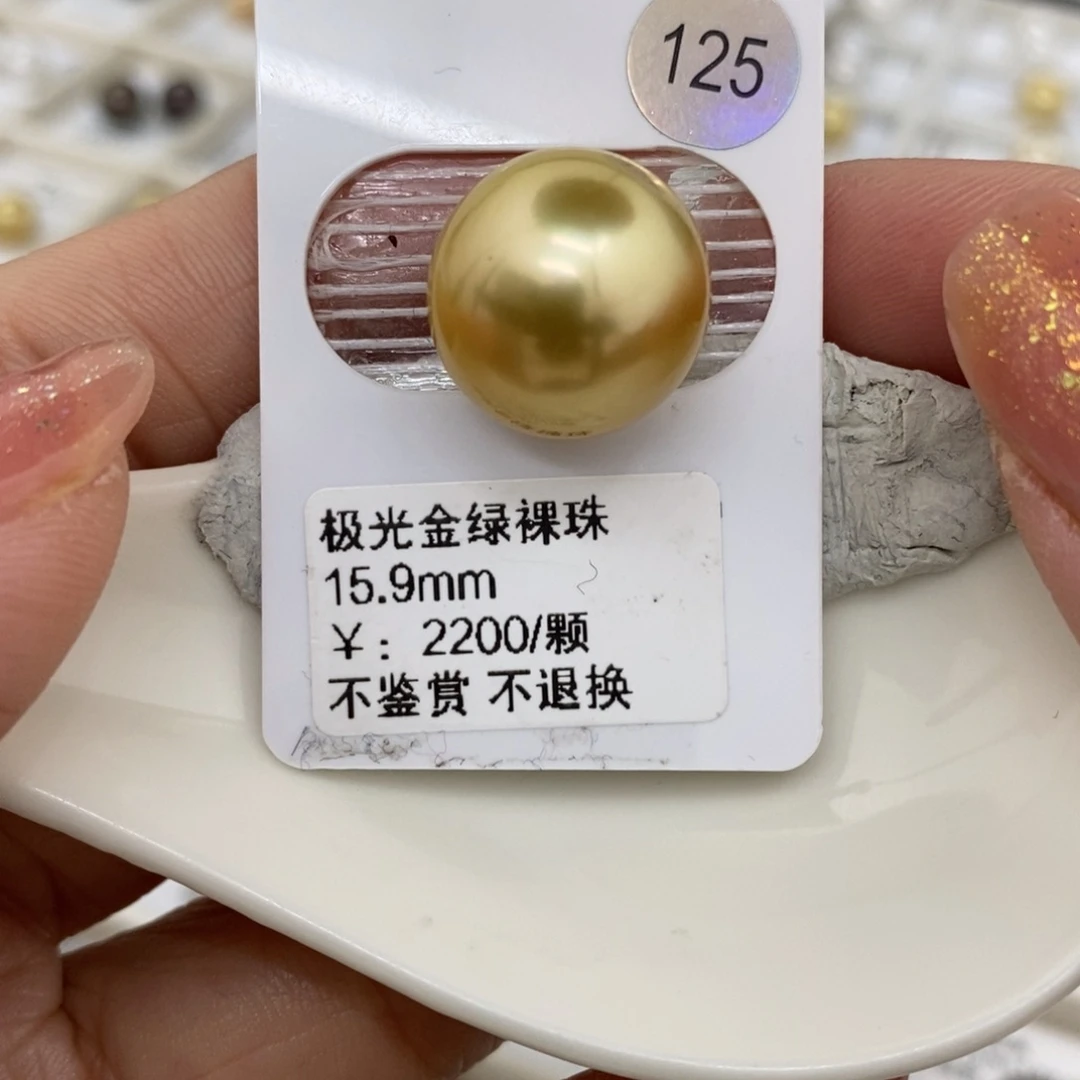 125
极光金绿裸珠
15.9mm
￥：2200/颗
不鉴赏 不退换